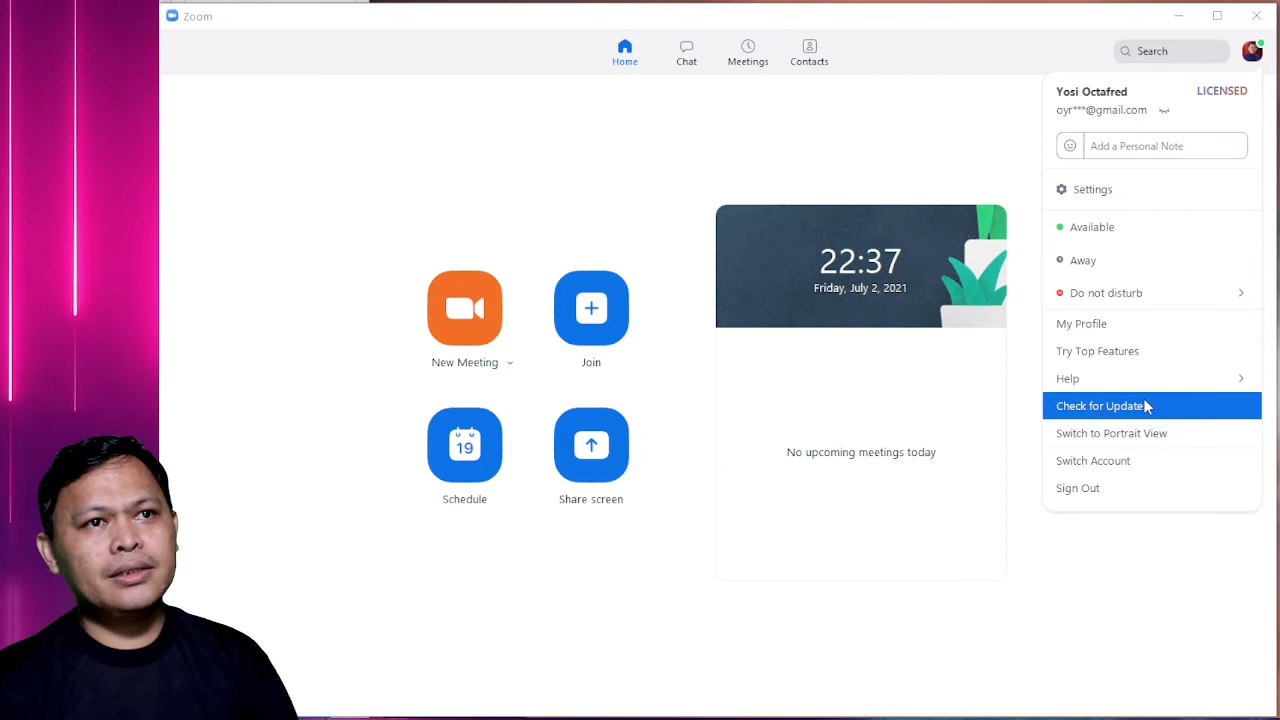 Zoom
Home
Chat
Meetings
Contacts
Search
Yosi Octafred
LICENSED
oyr***@gmail.com
Add a Personal Note
Settings
Available
Away
Do not disturb
My Profile
Try Top Features
Help
Check for Update
Switch to Portrait View
Switch Account
Sign Out
22:37
Friday, July 2, 2021
No upcoming meetings today
New Meeting
Join
19
Schedule
Share screen